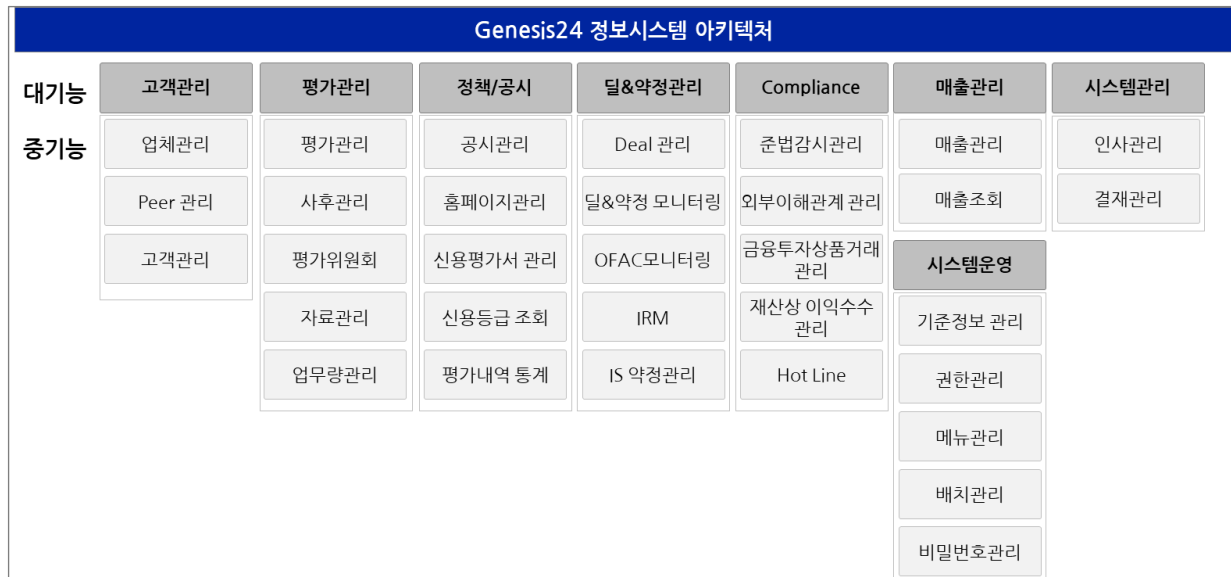 Genesis24 정보시스템 아키텍처
대기능
고객관리
평가관리
정책/공시
딜&약정관리
Compliance
매출관리
시스템관리
중기능
업체관리
Peer 관리
고객관리
평가관리
사후관리
평가위원회
자료관리
업무량관리
공시관리
홈페이지관리
신용평가서 관리
신용등급 조회
평가내역 통계
Deal 관리
딜&약정 모니터링
OFAC모니터링
IRM
IS 약정관리
준법감시관리
외부이해관계 관리
금융투자상품거래
관리
재산상 이익수수
관리
Hot Line
매출관리
매출조회
시스템운영
기준정보 관리
권한관리
메뉴관리
배치관리
비밀번호관리
인사관리
결재관리